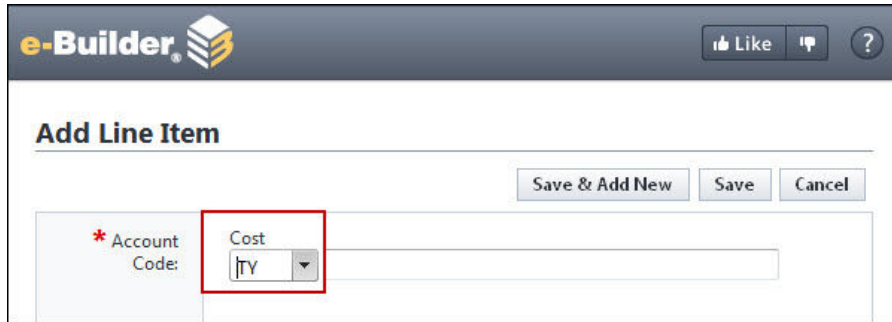 e-Builder®
Like
?
Add Line Item
Save & Add New Save Cancel
* Account Code:
Cost
TY